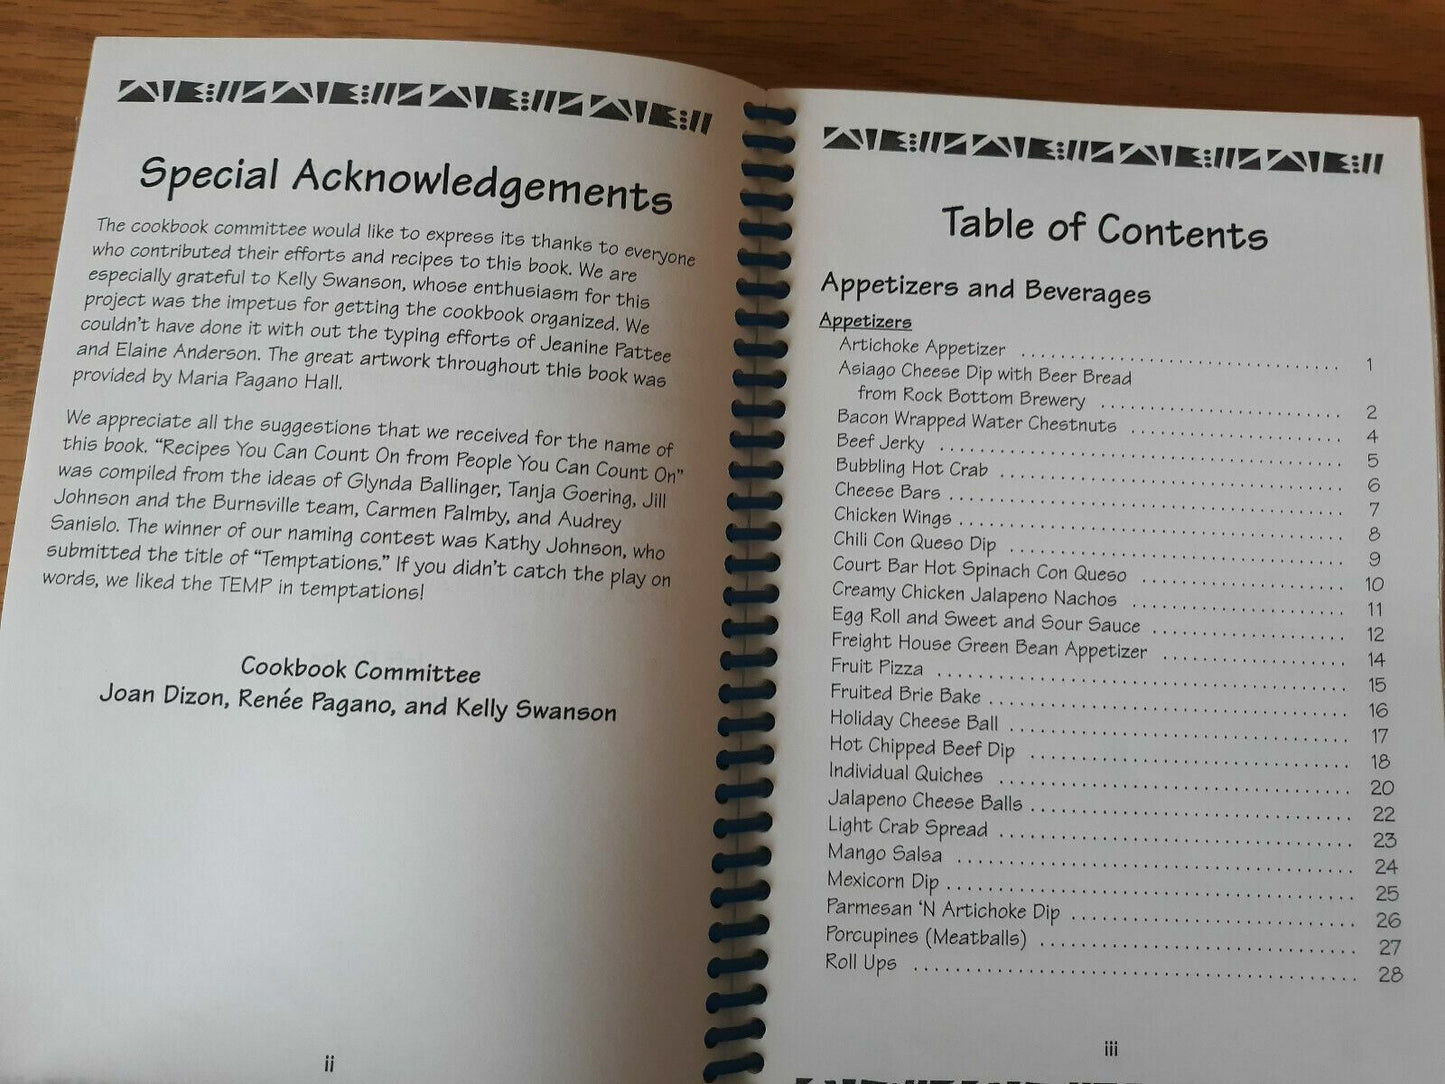 Special Acknowledgements
The cookbook committee would like to express its thanks to everyone
who contributed their efforts and recipes to this book. We are
especially grateful to Kelly Swanson, whose enthusiasm for this
project was the impetus for getting the cookbook organized. We
couldn't have done it with out the typing efforts of Jeanine Pattee
and Elaine Anderson. The great artwork throughout this book was
provided by Maria Pagano Hall.
We appreciate all the suggestions that we received for the name of
this book. “Recipes You Can Count On from People You Can Count On”
was compiled from the ideas of Glynda Ballinger, Tanja Goering, Jill
Johnson and the Burnsville team, Carmen Palmby, and Audrey
Sanislo. The winner of our naming contest was Kathy Johnson, who
submitted the title of “Temptations.” If you didn't catch the play on
words, we liked the TEMP in temptations!
Cookbook Committee
Joan Dizon, Renée Pagano, and Kelly Swanson
ii
Table of Contents
Appetizers and Beverages
Appetizers
Artichoke Appetizer . . . . . . . . . . 1
Asiago Cheese Dip with Beer Bread
from Rock Bottom Brewery . . . . . . . . . . 2
Bacon Wrapped Water Chestnuts . . . . . . . . . . 4
Beef Jerky . . . . . . . . . . 5
Bubbling Hot Crab . . . . . . . . . . 6
Cheese Bars . . . . . . . . . . 7
Chicken Wings . . . . . . . . . . 8
Chili Con Queso Dip . . . . . . . . . . 9
Court Bar Hot Spinach Con Queso . . . . . . . . . . 10
Creamy Chicken Jalapeno Nachos . . . . . . . . . . 11
Egg Roll and Sweet and Sour Sauce . . . . . . . . . . 12
Freight House Green Bean Appetizer . . . . . . . . . . 14
Fruit Pizza . . . . . . . . . . 15
Fruited Brie Bake . . . . . . . . . . 16
Holiday Cheese Ball . . . . . . . . . . 17
Hot Chipped Beef Dip . . . . . . . . . . 18
Individual Quiches . . . . . . . . . . 20
Jalapeno Cheese Balls . . . . . . . . . . 22
Light Crab Spread . . . . . . . . . . 23
Mango Salsa . . . . . . . . . . 24
Mexicorn Dip . . . . . . . . . . 25
Parmesan ‘N Artichoke Dip . . . . . . . . . . 26
Porcupines (Meatballs) . . . . . . . . . . 27
Roll Ups . . . . . . . . . . 28
iii